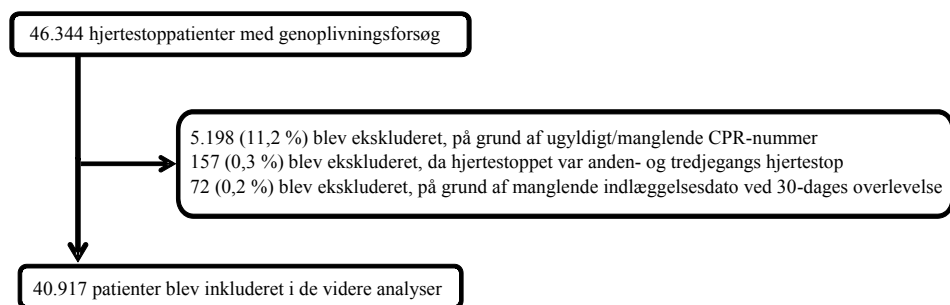 46.344 hjertestoppatienter med genoplivningsforsøg
5.198 (11,2 %) blev ekskluderet, på grund af ugyldigt/manglende CPR-nummer
157 (0,3 %) blev ekskluderet, da hjertestoppet var anden- og tredjegangs hjertestop
72 (0,2 %) blev ekskluderet, på grund af manglende indlæggelsesdato ved 30-dages overlevelse
40.917 patienter blev inkluderet i de videre analyser